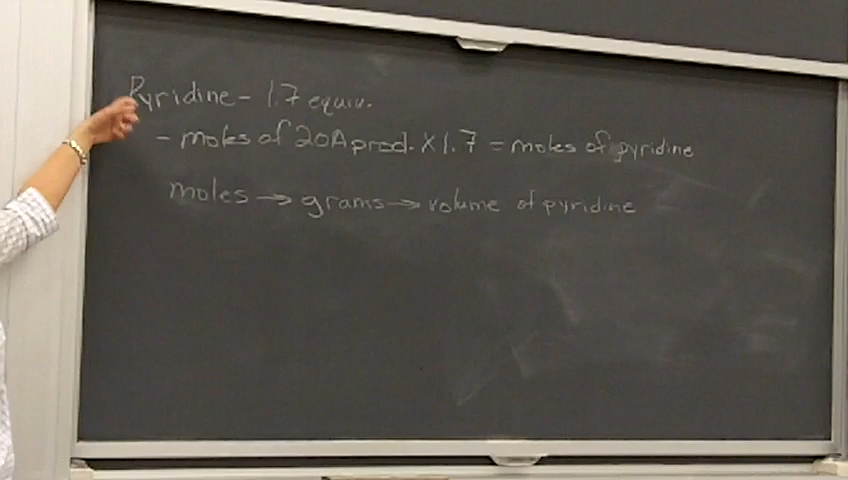 Pyridine - 1.7 equiv.
- moles of 20A prod. X 1.7 = moles of pyridine
moles → grams → volume of pyridine